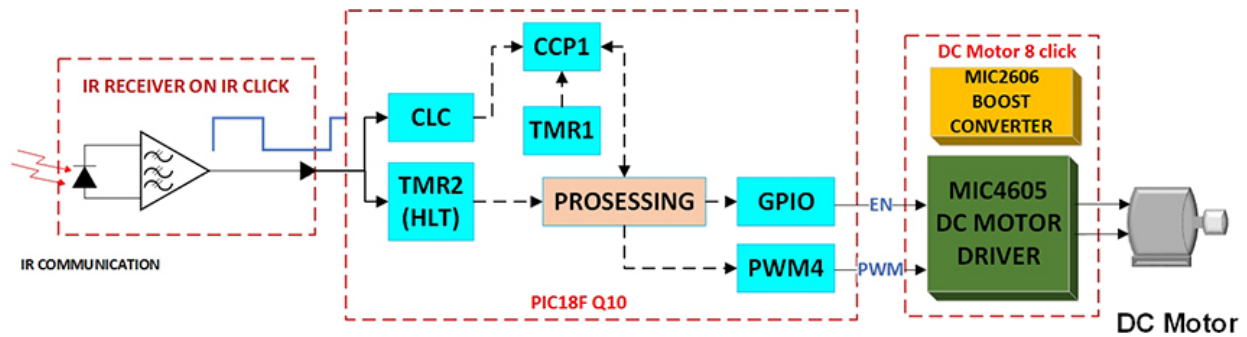 IR RECEIVER ON IR CLICK
IR COMMUNICATION
CCP1
CLC
TMR1
TMR2
(HLT)
PROSESSING
GPIO
PWM4
PIC18F Q10
EN
PWM
DC Motor 8 click
MIC2606
BOOST
CONVERTER
MIC4605
DC MOTOR
DRIVER
DC Motor